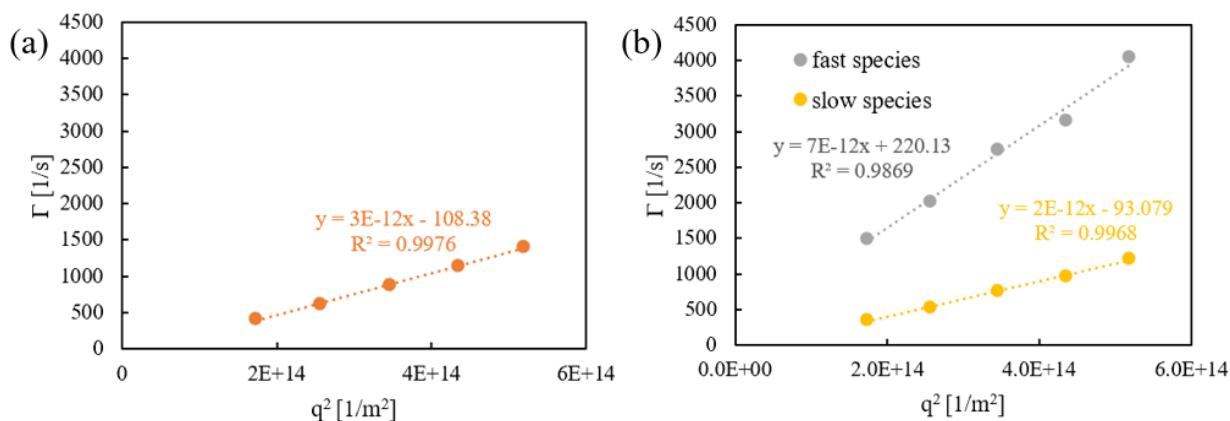 (a)
4500
4000
3500
3000
2500
2000
1500
1000
500
0
Γ [1/s]
y = 3E-12x - 108.38
R² = 0.9976
0 2E+14 4E+14 6E+14
q² [1/m²]
(b)
4500
4000
3500
3000
2500
2000
1500
1000
500
0
Γ [1/s]
fast species
slow species
y = 7E-12x + 220.13
R² = 0.9869
y = 2E-12x - 93.079
R² = 0.9968
0.0E+00 2.0E+14 4.0E+14 6.0E+14
q² [1/m²]